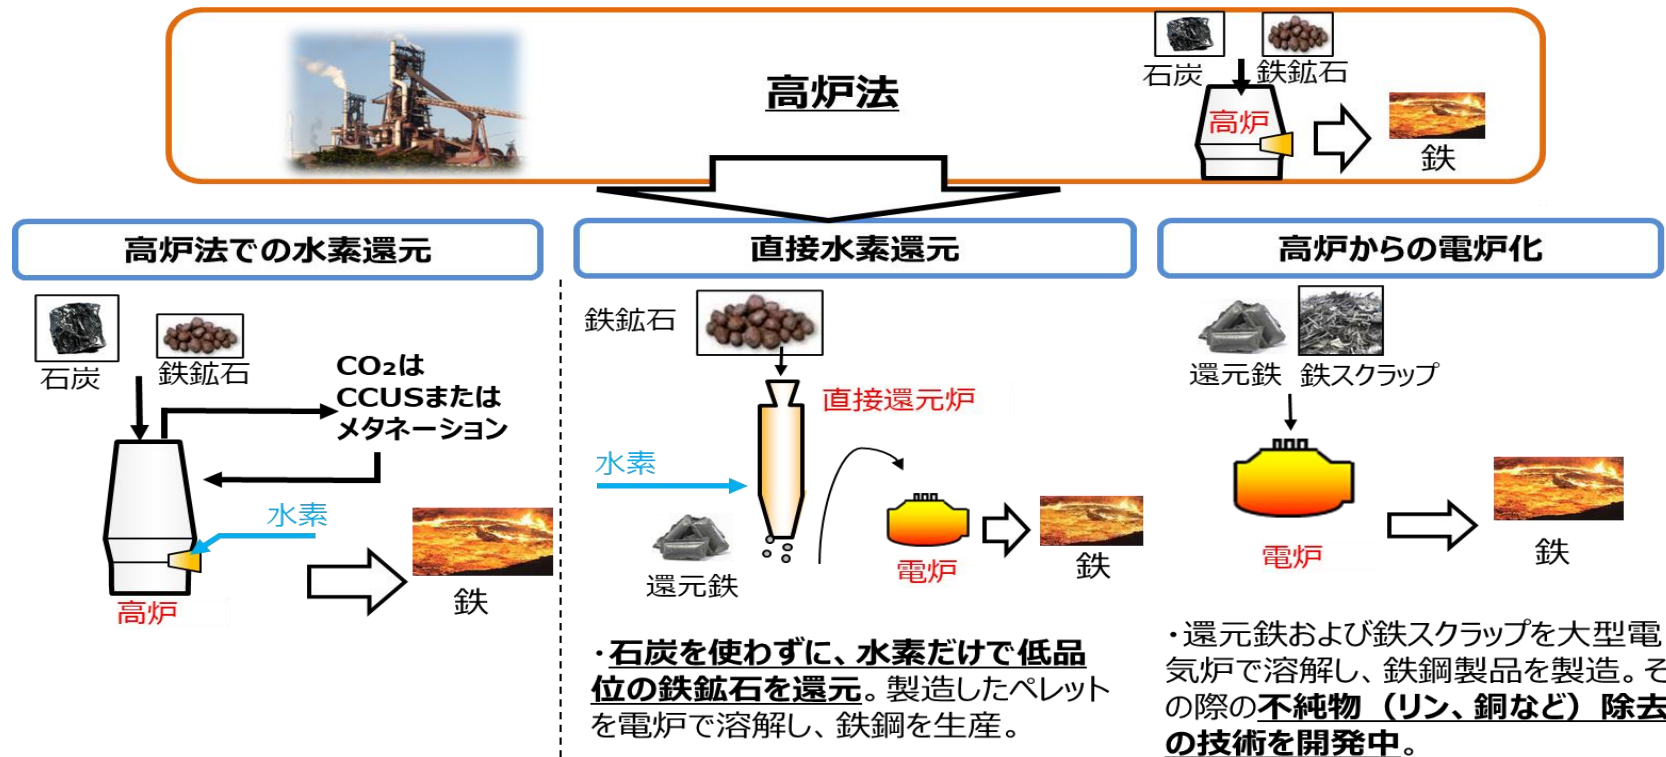 高炉法
石炭
鉄鉱石
高炉
鉄
高炉法での水素還元
石炭
鉄鉱石
CO₂は
CCUSまたは
メタネーション
水素
高炉
鉄
直接水素還元
鉄鉱石
直接還元炉
水素
還元鉄
電炉
鉄
・石炭を使わずに、水素だけで低品
位の鉄鉱石を還元。製造したペレット
を電炉で溶解し、鉄鋼を生産。
高炉からの電炉化
還元鉄
鉄スクラップ
電炉
鉄
・還元鉄および鉄スクラップを大型電
気炉で溶解し、鉄鋼製品を製造。そ
の際の不純物（リン、銅など）除去
の技術を開発中。